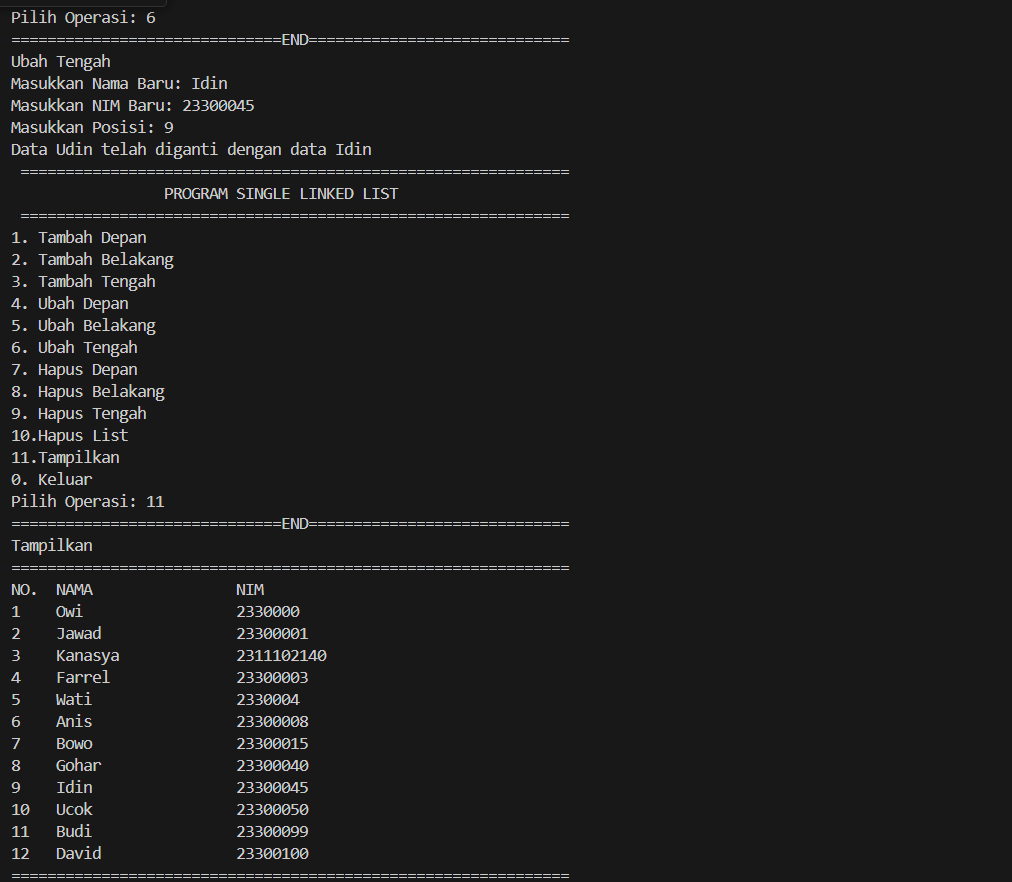 Pilih Operasi: 6
==============================END=============================
Ubah Tengah
Masukkan Nama Baru: Idin
Masukkan NIM Baru: 23300045
Masukkan Posisi: 9
Data Udin telah diganti dengan data Idin
=============================================================
PROGRAM SINGLE LINKED LIST
=============================================================
1. Tambah Depan
2. Tambah Belakang
3. Tambah Tengah
4. Ubah Depan
5. Ubah Belakang
6. Ubah Tengah
7. Hapus Depan
8. Hapus Belakang
9. Hapus Tengah
10.Hapus List
11.Tampilkan
0. Keluar
Pilih Operasi: 11
==============================END=============================
Tampilkan
==============================================================
NO. NAMA NIM
1 Owi 2330000
2 Jawad 23300001
3 Kanasya 2311102140
4 Farrel 23300003
5 Wati 2330004
6 Anis 23300008
7 Bowo 23300015
8 Gohar 23300040
9 Idin 23300045
10 Ucok 23300050
11 Budi 23300099
12 David 23300100
==============================================================